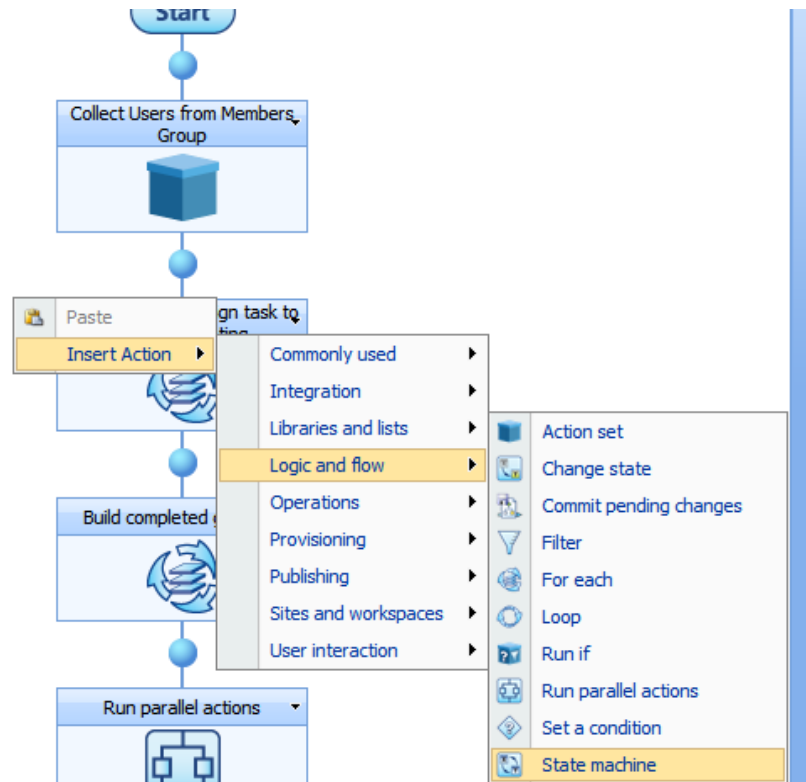 Start
Collect Users from Members
Group
Paste
gn task to
Insert Action
Commonly used
Integration
Libraries and lists
Action set
Logic and flow
Change state
Operations
Commit pending changes
Build completed
Provisioning
Filter
Publishing
For each
Sites and workspaces
Loop
User interaction
Run if
Run parallel actions
Run parallel actions
Set a condition
State machine